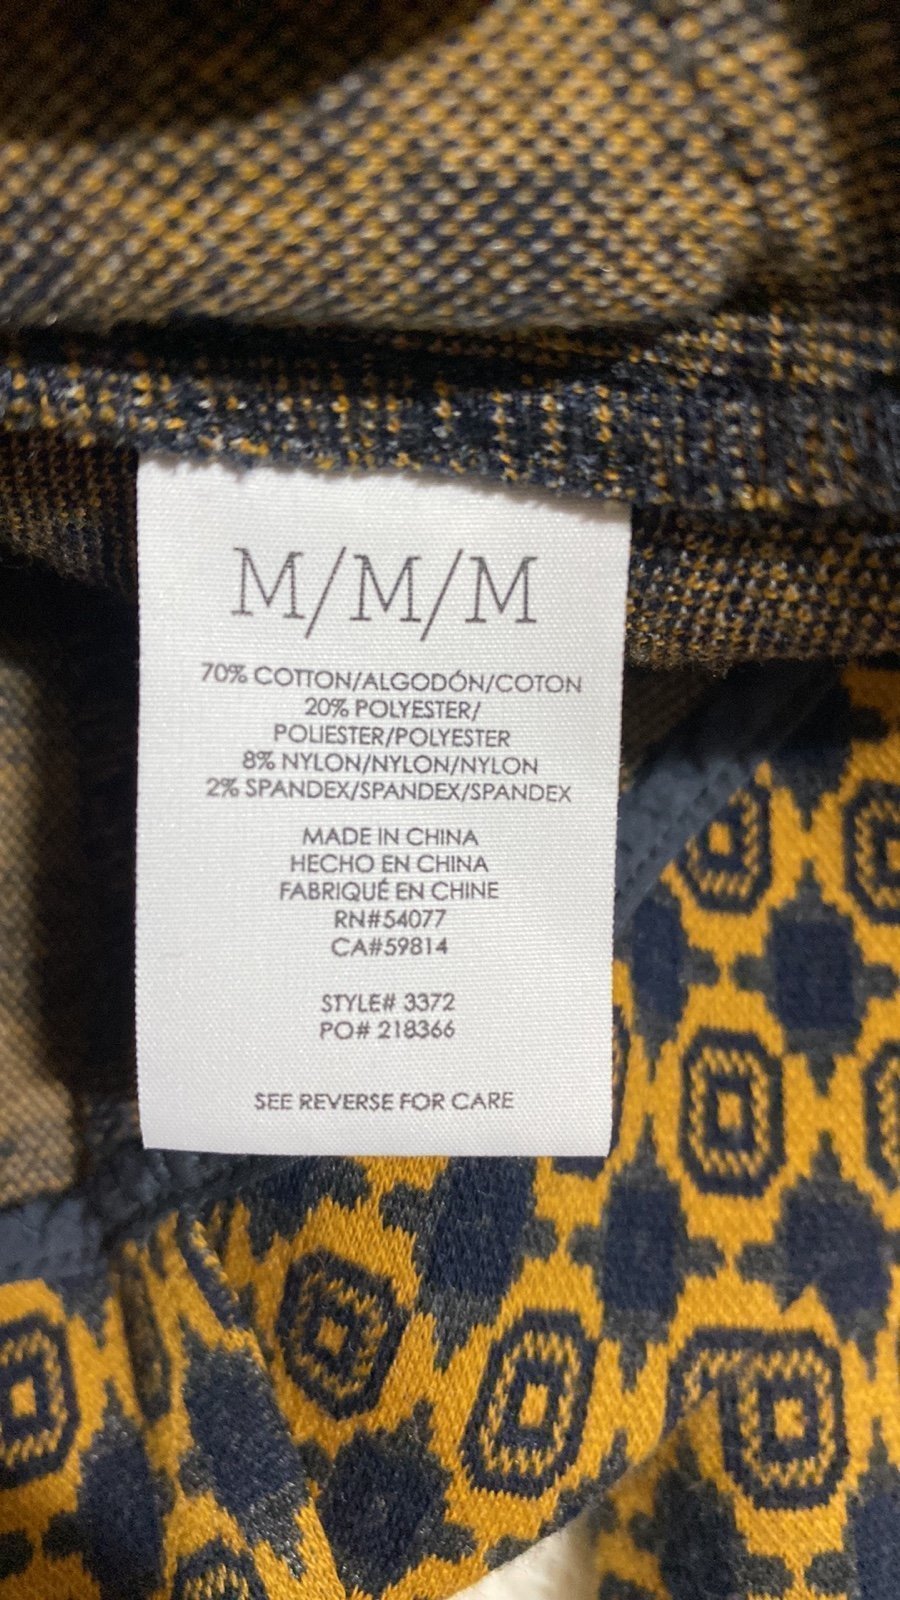 M/M/M
70% COTTON/ALGODÓN/COTON
20% POLYESTER/
POLIESTER/POLYESTER
8% NYLON/NYLON/NYLON
2% SPANDEX/SPANDEX/SPANDEX
MADE IN CHINA
HECHO EN CHINA
FABRIQUÉ EN CHINE
RN#54077
CA#59814
STYLE# 3372
PO# 218366
SEE REVERSE FOR CARE